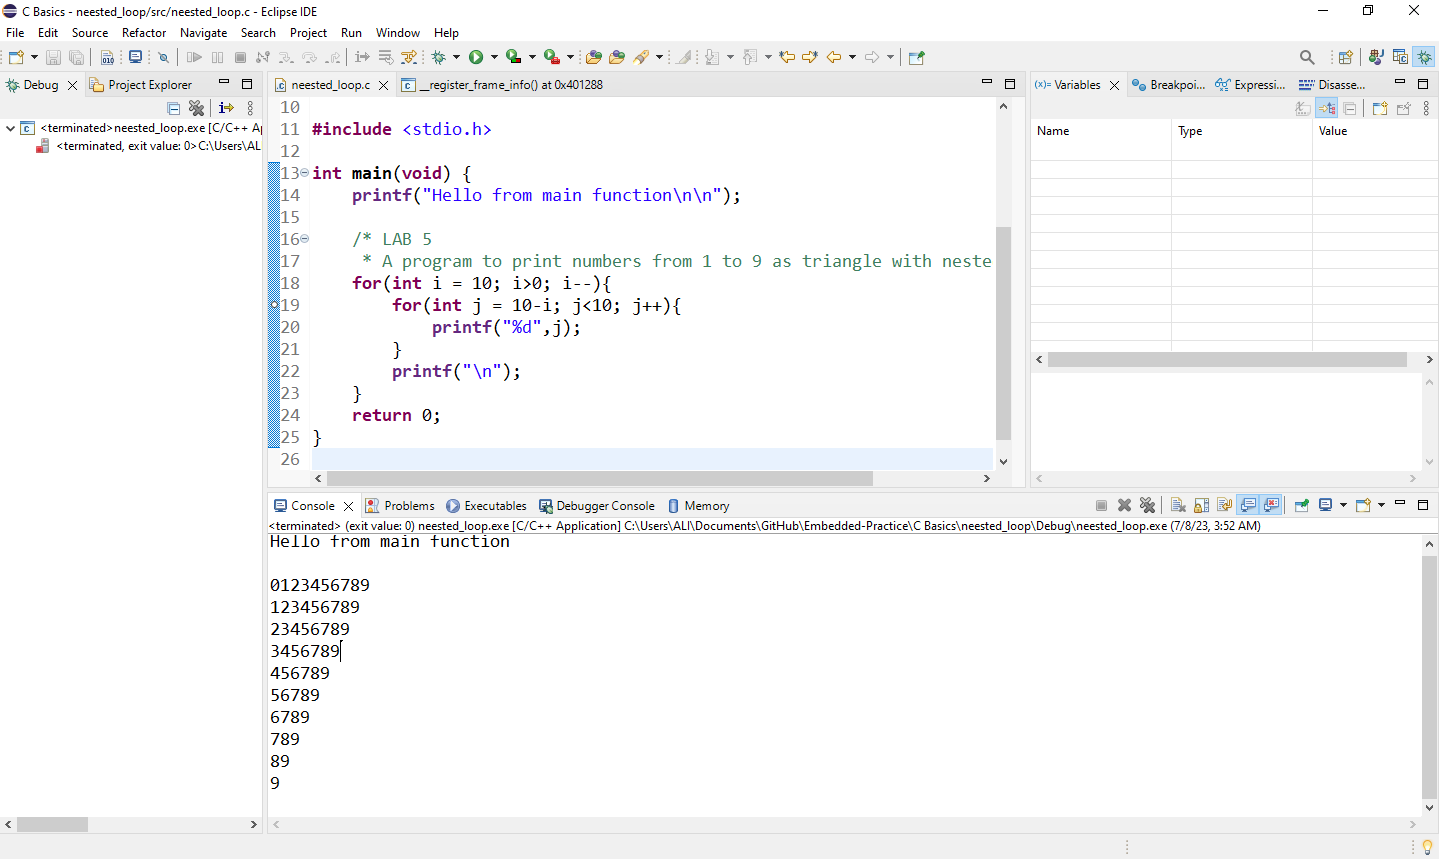 C Basics - neested_loop/src/neested_loop.c - Eclipse IDE
File Edit Source Refactor Navigate Search Project Run Window Help
Debug Project Explorer
<terminated>neested_loop.exe [C/C++ A
<terminated, exit value: 0>C:\Users\AL
neested_loop.c __register_frame_info() at 0x401288
10
11 #include <stdio.h>
12
13 int main(void) {
14 printf("Hello from main function\n\n");
15
16 /* LAB 5
17 * A program to print numbers from 1 to 9 as triangle with neste
18 for(int i = 10; i>0; i--){
19 for(int j = 10-i; j<10; j++){
20 printf("%d",j);
21 }
22 printf("\n");
23 }
24 return 0;
25 }
26
(x)= Variables Breakpoi... Expressi... Disasse...
Name Type Value
Console Problems Executables Debugger Console Memory
<terminated> (exit value: 0) neested_loop.exe [C/C++ Application] C:\Users\ALI\Documents\GitHub\Embedded-Practice\C Basics\neested_loop\Debug\neested_loop.exe (7/8/23, 3:52 AM)
Hello from main function
0123456789
123456789
23456789
3456789
456789
56789
6789
789
89
9